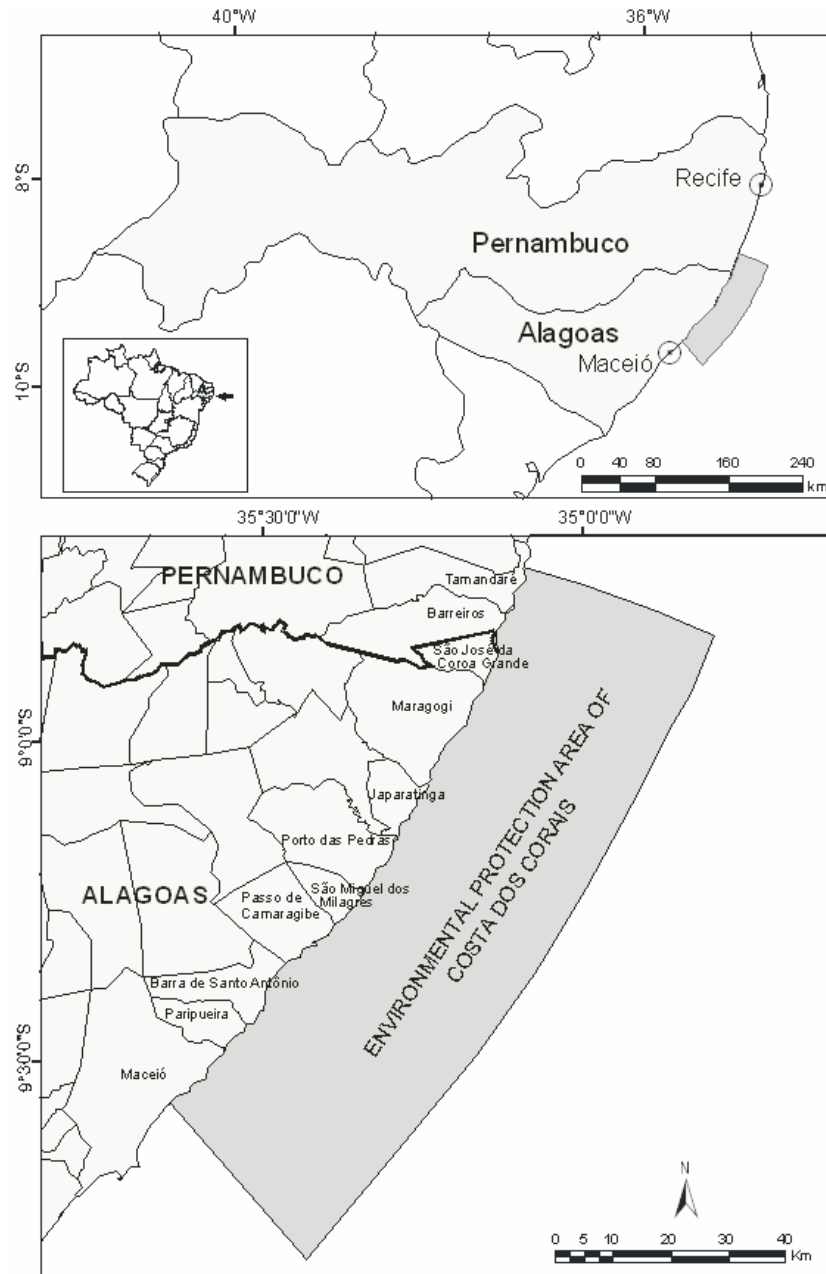 40°W
36°W
8°S
10°S
Recife
Pernambuco
Alagoas
Maceió
0 40 80 160 240
km
35°30'0"W
35°0'0"W
9°0'0"S
9°30'0"S
PERNAMBUCO
Tamandaré
Barreiros
São José da
Coroa Grande
Maragogi
Japaratinga
Porto das Pedras
ALAGOAS
São Miguel dos
Milagres
Passo de
Camaragibe
Barra de Santo Antônio
Paripueira
Maceió
ENVIRONMENTAL PROTECTION AREA OF
COSTA DOS CORAIS
N
0 5 10 20 30 40
Km